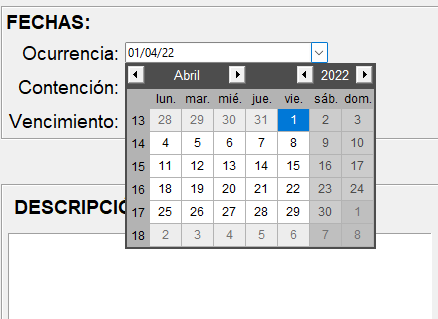 FECHAS:
Ocurrencia: 01/04/22
Abril 2022
Contención:
lun. mar. mié. jue. vie. sáb. dom.
Vencimiento: 13 28 29 30 31 1 2 3
14 4 5 6 7 8 9 10
15 11 12 13 14 15 16 17
16 18 19 20 21 22 23 24
DESCRIPCI
17 25 26 27 28 29 30 1
18 2 3 4 5 6 7 8